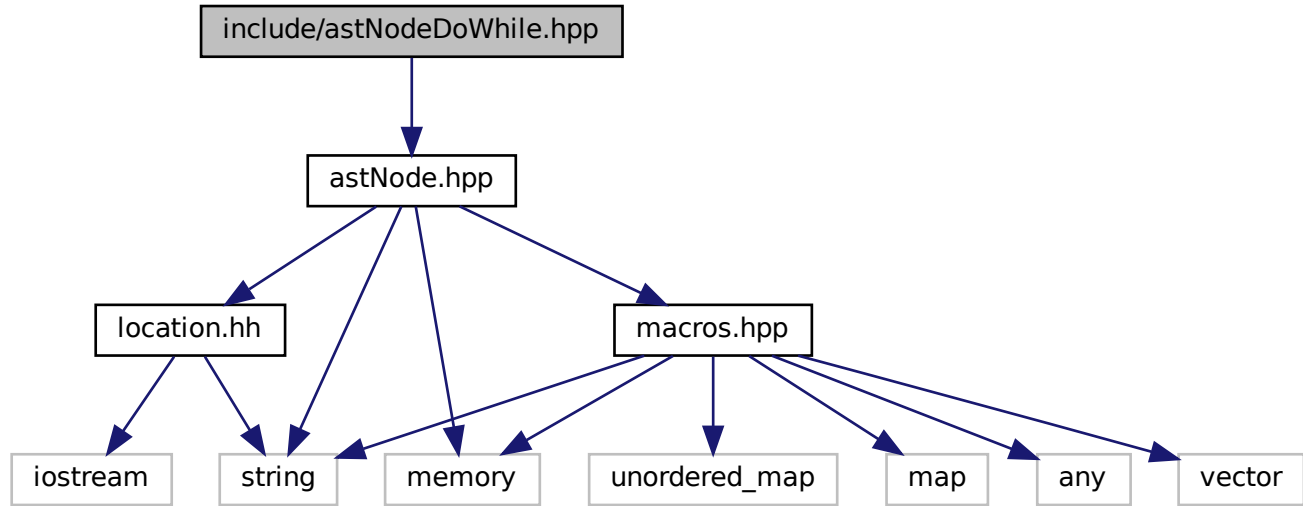 include/astNodeDoWhile.hpp
astNode.hpp
location.hh
macros.hpp
iostream
string
memory
unordered_map
map
any
vector